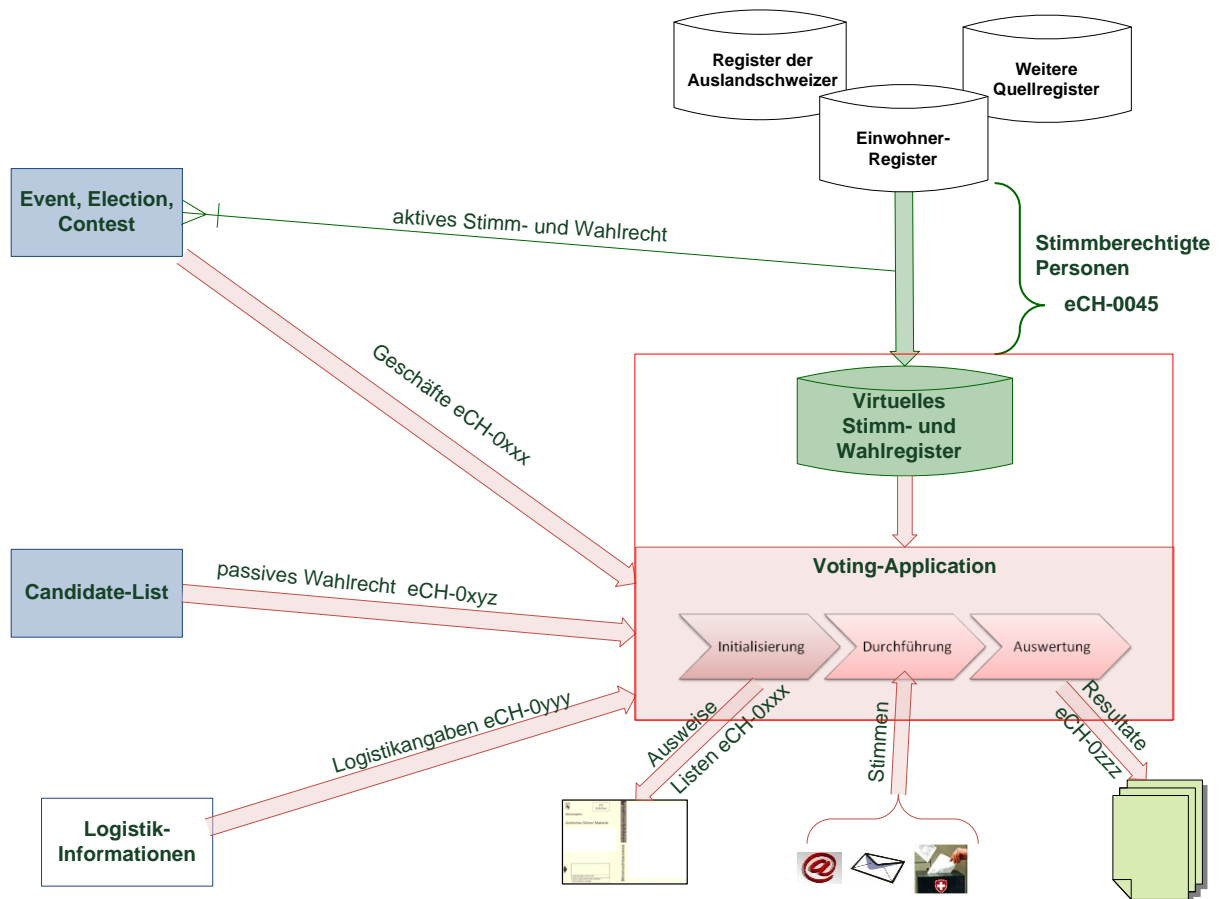 Register der
Auslandschweizer
Weitere
Quellregister
Einwohner-
Register
Event, Election,
Contest
aktives Stimm- und Wahlrecht
Stimmberechtigte
Personen
eCH-0045
Geschäfte eCH-0xxx
Virtuelles
Stimm- und
Wahlregister
Candidate-List
passives Wahlrecht eCH-0xyz
Voting-Application
Initialisierung
Durchführung
Auswertung
Logistikangaben eCH-0yyy
Ausweise
Listen eCH-0xxx
Stimmen
Resultate
eCH-0zzz
Logistik-
Informationen
@